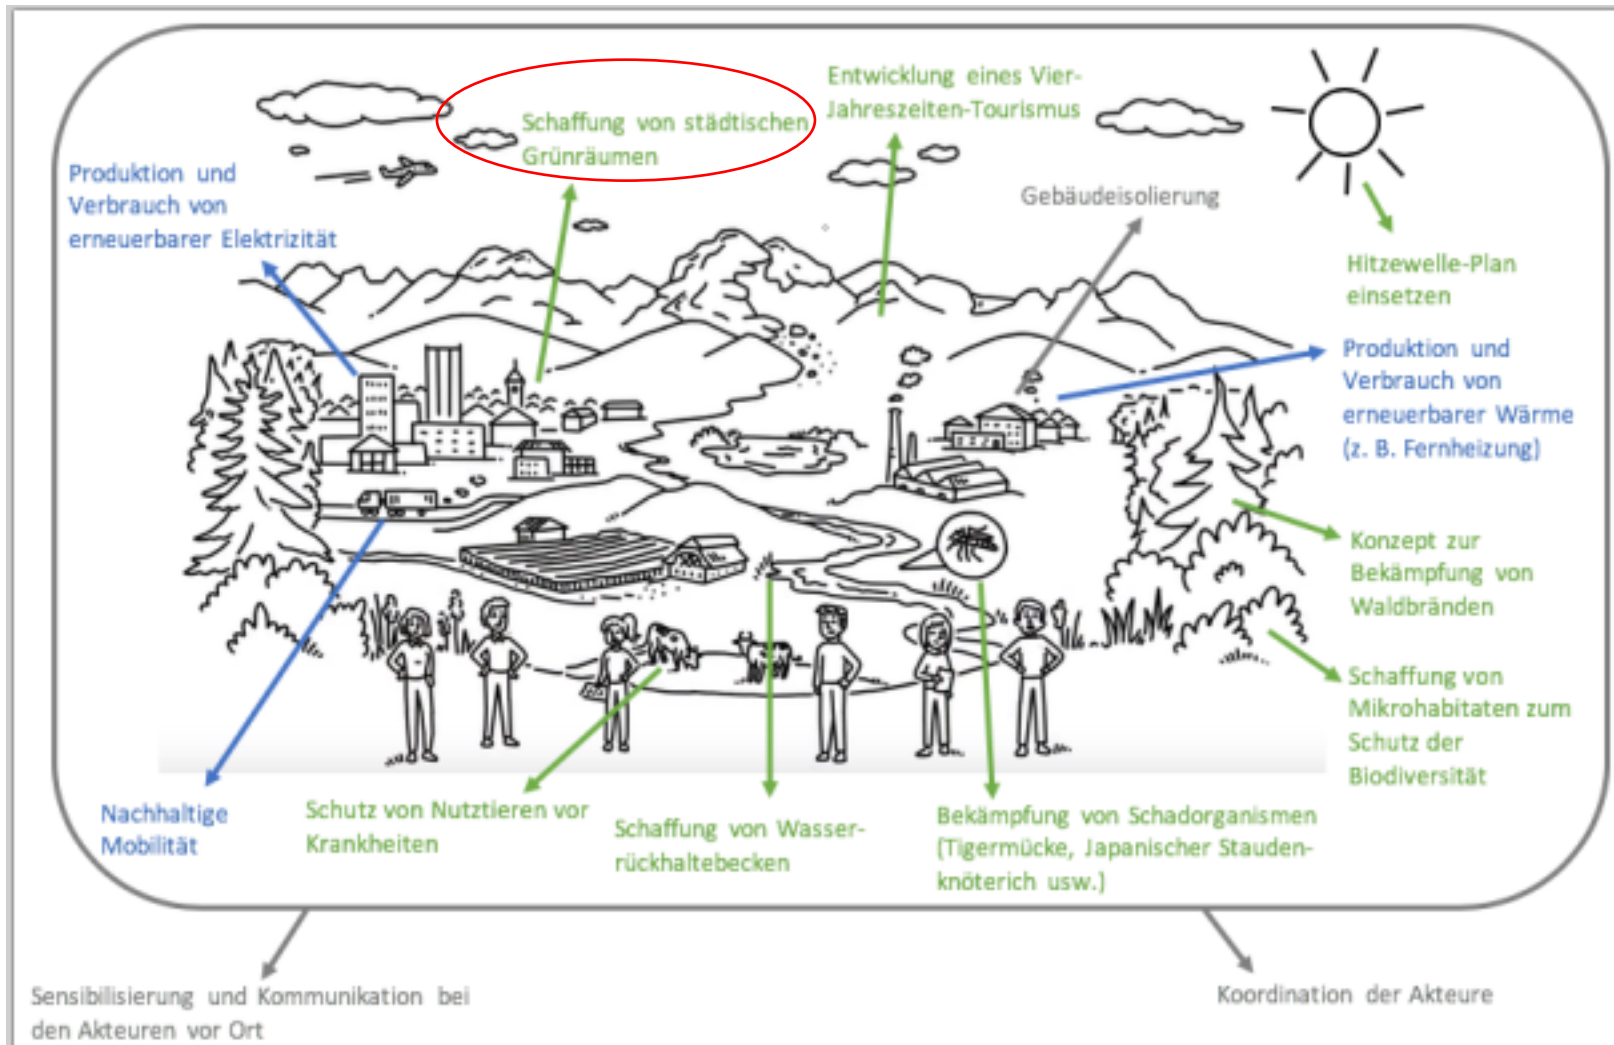 Entwicklung eines Vier-
Jahreszeiten-Tourismus
Schaffung von städtischen
Grünräumen
Produktion und
Verbrauch von
erneuerbarer Elektrizität
Gebäudeisolierung
Hitzewelle-Plan
einsetzen
Produktion und
Verbrauch von
erneuerbarer Wärme
(z. B. Fernheizung)
Konzept zur
Bekämpfung von
Waldbränden
Schaffung von
Mikrohabitaten zum
Schutz der
Biodiversität
Nachhaltige
Mobilität
Schutz von Nutztieren vor
Krankheiten
Schaffung von Wasser-
rückhaltebecken
Bekämpfung von Schadorganismen
(Tigermücke, Japanischer Stauden-
knöterich usw.)
Sensibilisierung und Kommunikation bei
den Akteuren vor Ort
Koordination der Akteure